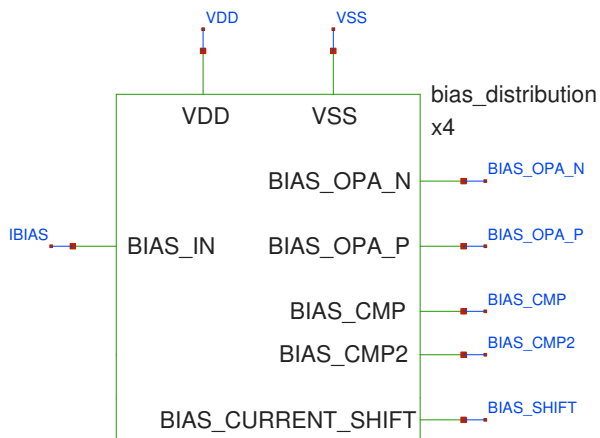 VDD
VSS
bias_distribution
VDD
VSS
x4
BIAS_OPA_N
BIAS_OPA_N
IBIAS
BIAS_IN
BIAS_OPA_P
BIAS_OPA_P
BIAS_CMP
BIAS_CMP
BIAS_CMP2
BIAS_CMP2
BIAS_CURRENT_SHIFT
BIAS_SHIFT